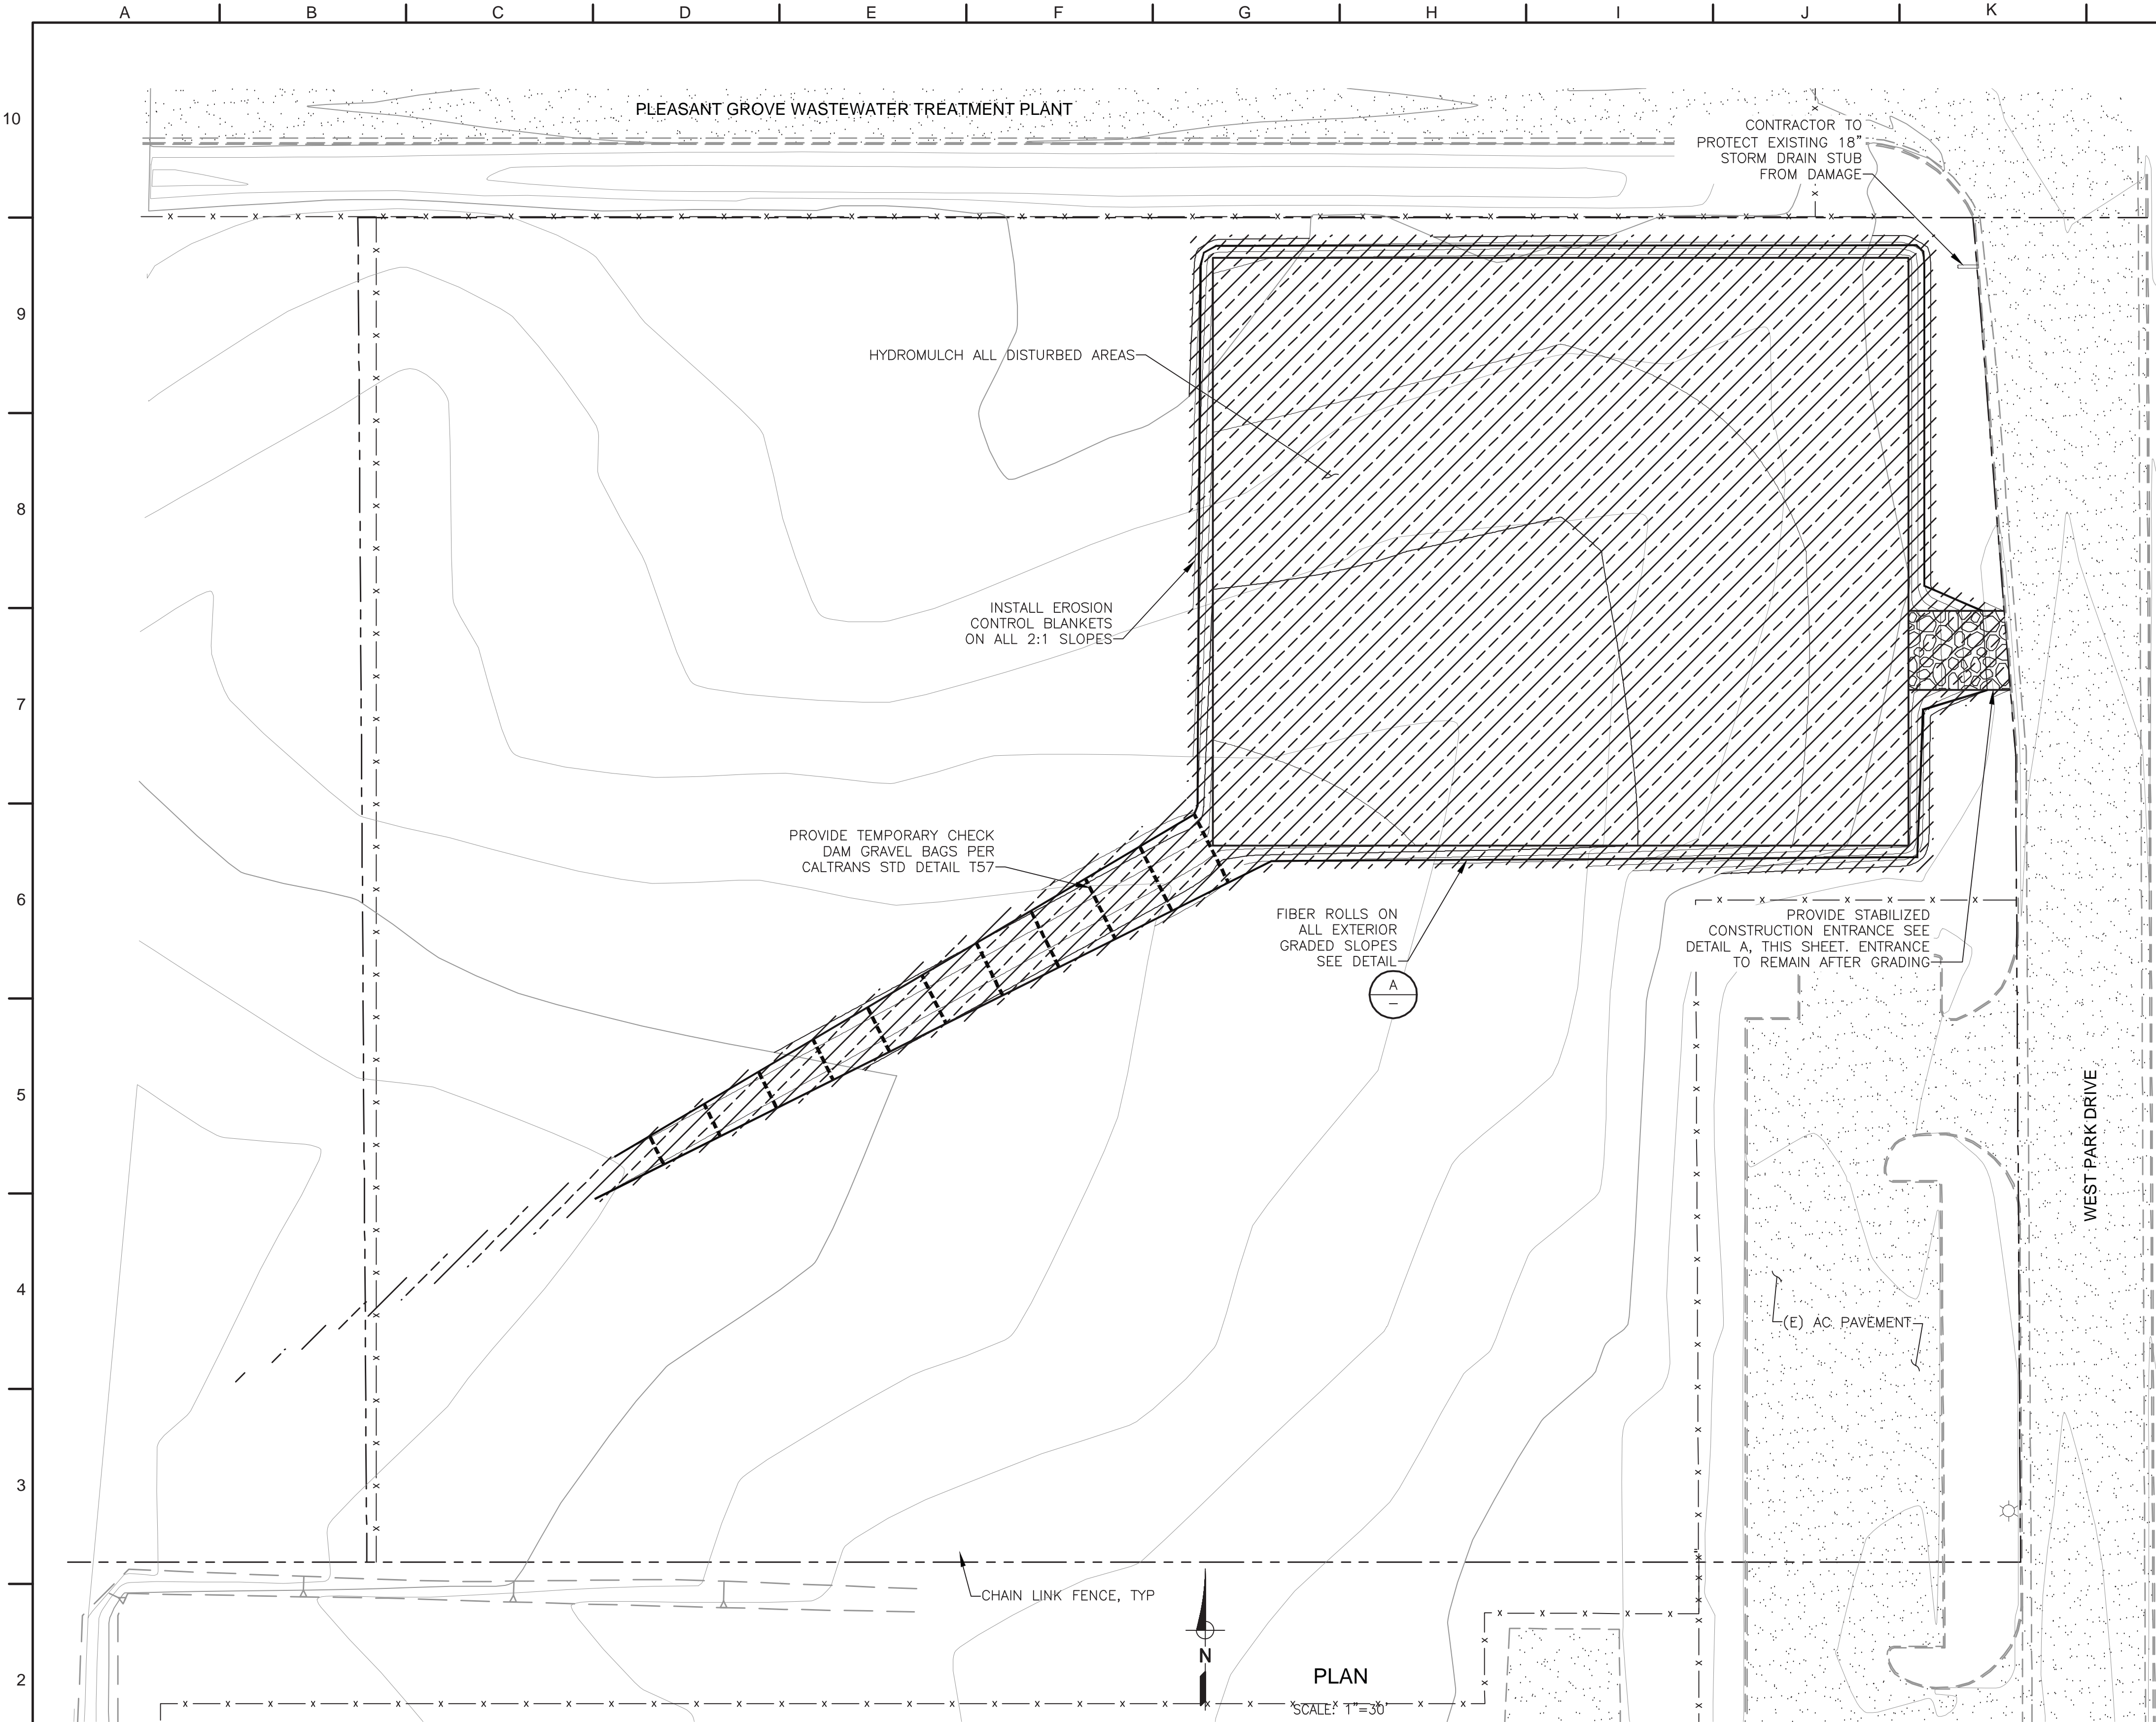 A B C D E F G H I J K
10
PLEASANT GROVE WASTEWATER TREATMENT PLANT
CONTRACTOR TO
PROTECT EXISTING 18"
STORM DRAIN STUB
FROM DAMAGE
9
HYDROMULCH ALL DISTURBED AREAS
8
INSTALL EROSION
CONTROL BLANKETS
ON ALL 2:1 SLOPES
7
PROVIDE TEMPORARY CHECK
DAM GRAVEL BAGS PER
CALTRANS STD DETAIL T57
6
FIBER ROLLS ON
ALL EXTERIOR
GRADED SLOPES
SEE DETAIL
A
–
PROVIDE STABILIZED
CONSTRUCTION ENTRANCE SEE
DETAIL A, THIS SHEET. ENTRANCE
TO REMAIN AFTER GRADING
5
WEST PARK DRIVE
4
(E) AC PAVEMENT
3
CHAIN LINK FENCE, TYP
N
2
PLAN
SCALE: 1"=30'